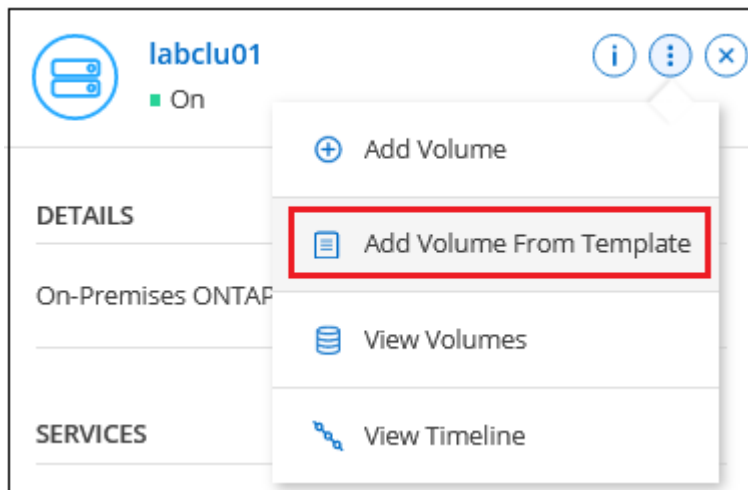 labclu01
On
Add Volume
DETAILS
Add Volume From Template
On-Premises ONTAP
View Volumes
SERVICES
View Timeline